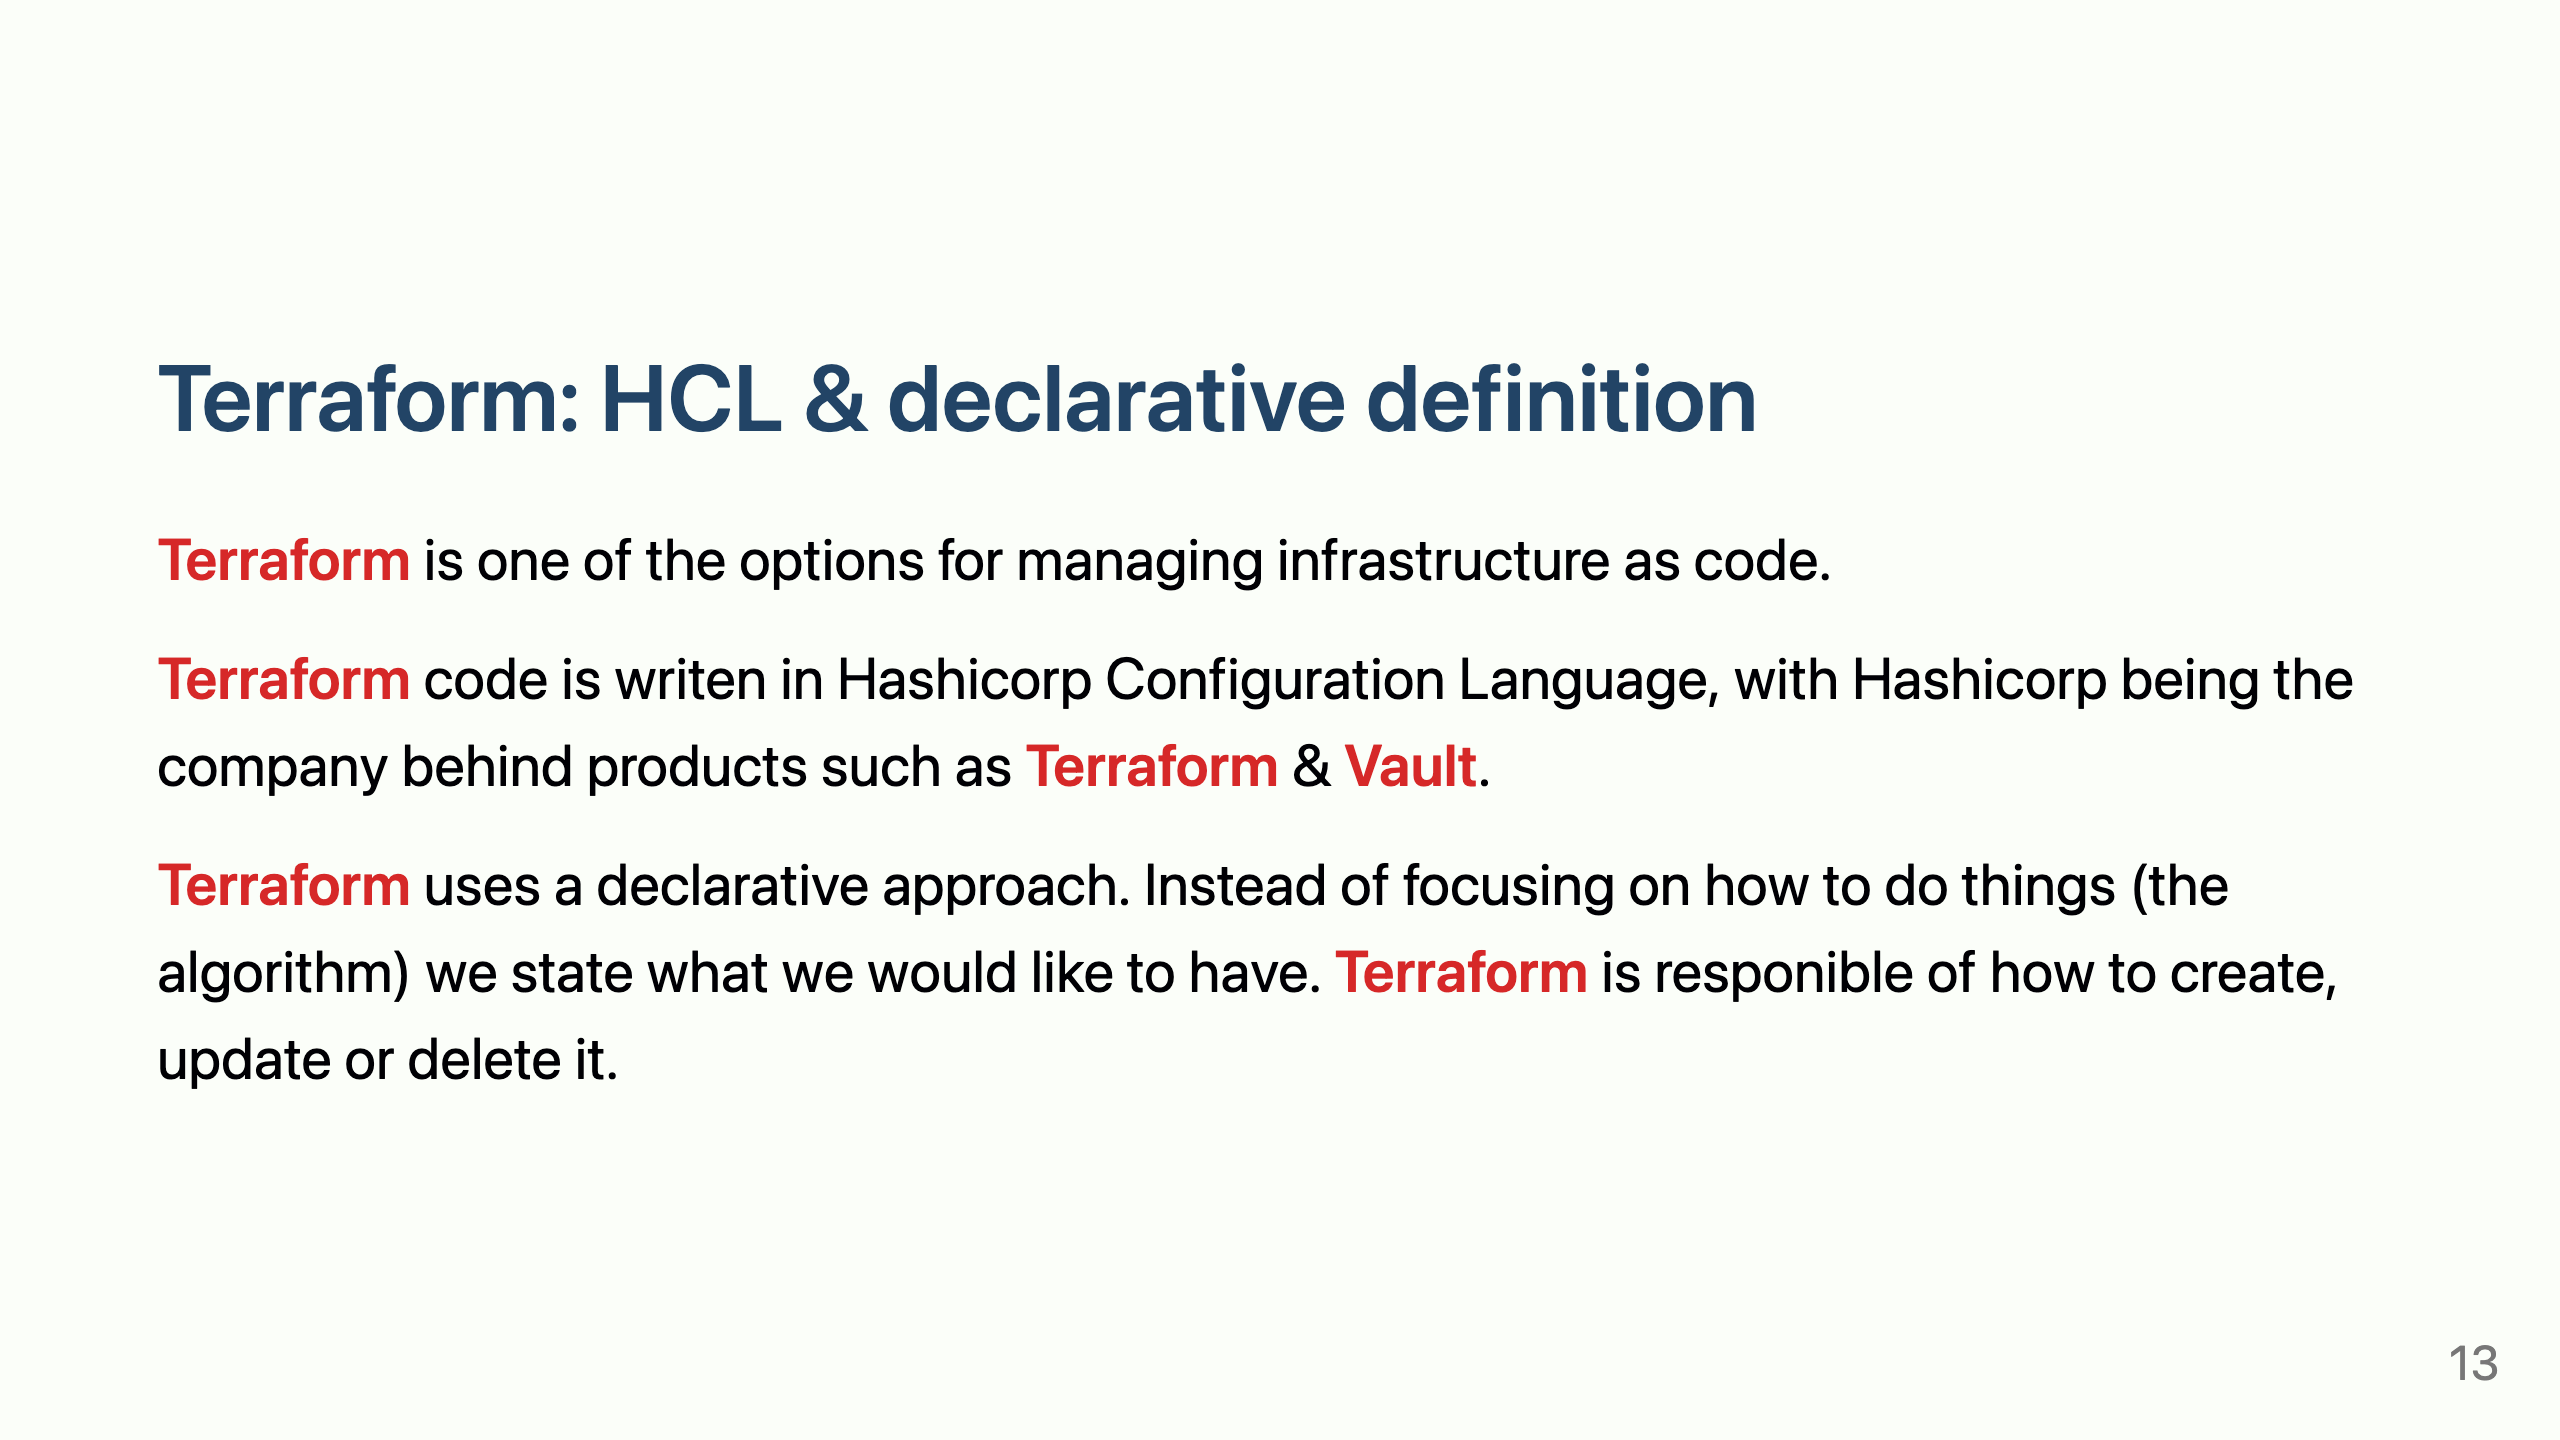 Terraform: HCL & declarative definition
Terraform is one of the options for managing infrastructure as code.
Terraform code is writen in Hashicorp Configuration Language, with Hashicorp being the
company behind products such as Terraform & Vault.
Terraform uses a declarative approach. Instead of focusing on how to do things (the
algorithm) we state what we would like to have. Terraform is responible of how to create,
update or delete it.
13